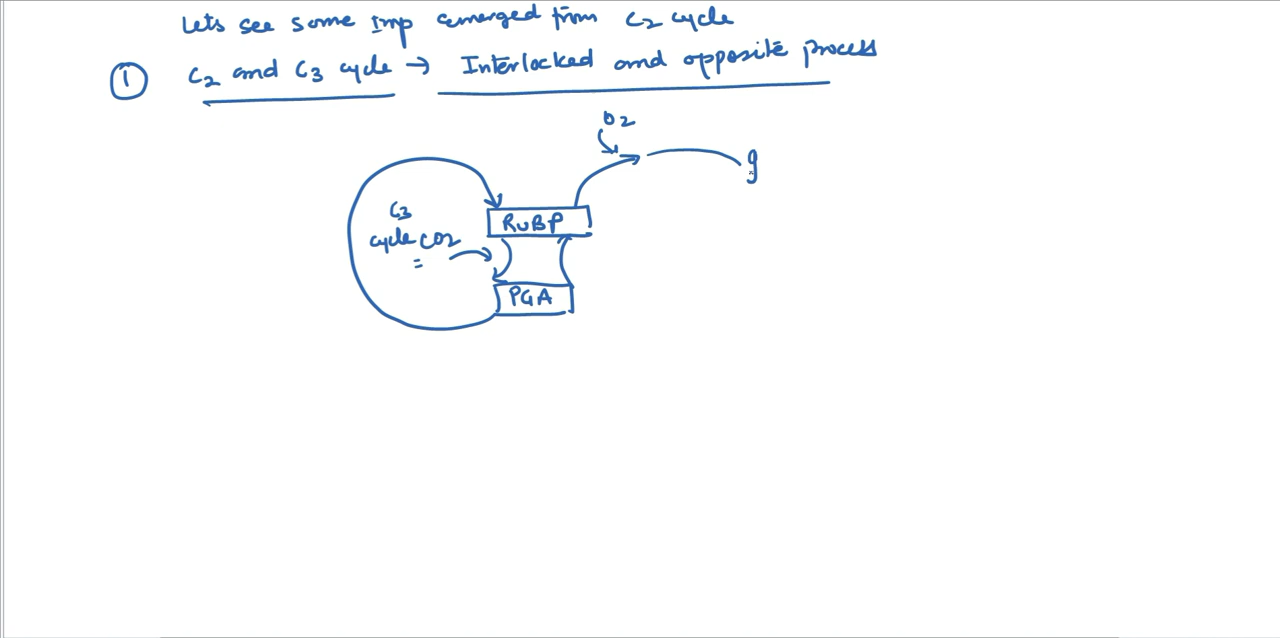 Lets see some Imp emerged from C2 cycle
① C2 and C3 cycle → Interlocked and opposite process
O2
g
C3
cycle CO2
RuBP
PGA